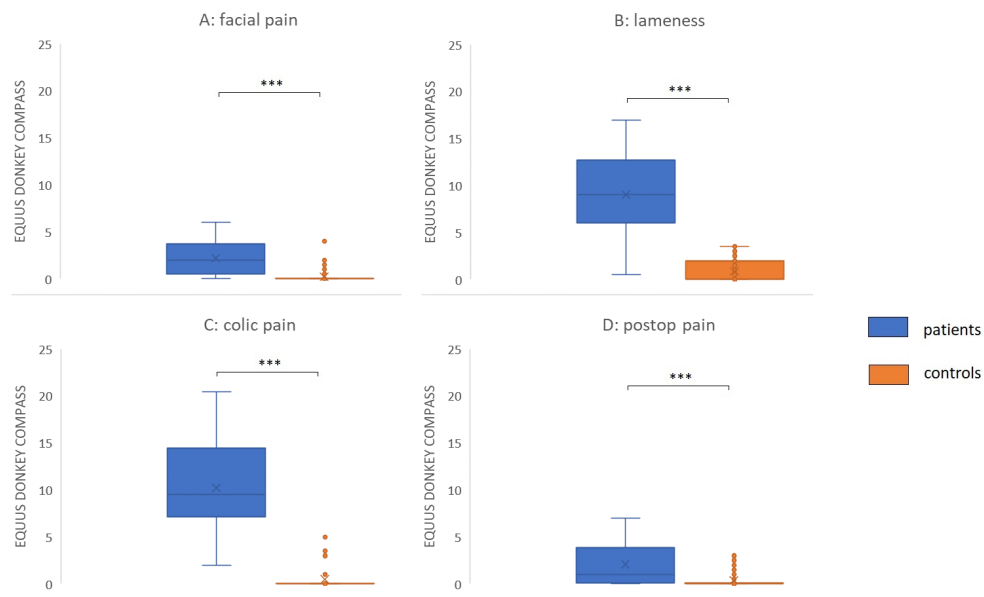 A: facial pain
EQUUS DONKEY COMPASS
25
20
15
10
5
0
***
B: lameness
EQUUS DONKEY COMPASS
25
20
15
10
5
0
***
C: colic pain
EQUUS DONKEY COMPASS
25
20
15
10
5
0
***
D: postop pain
EQUUS DONKEY COMPASS
25
20
15
10
5
0
***
patients
controls